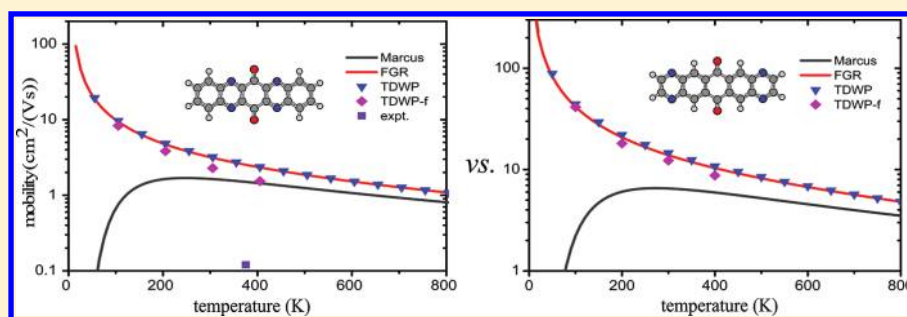 mobility(cm²/(Vs)
100
10
1
0.1
Marcus
FGR
TDWP
TDWP-f
expt.
0 200 400 600 800
temperature (K)
vs.
100
10
1
Marcus
FGR
TDWP
TDWP-f
0 200 400 600 800
temperature (K)